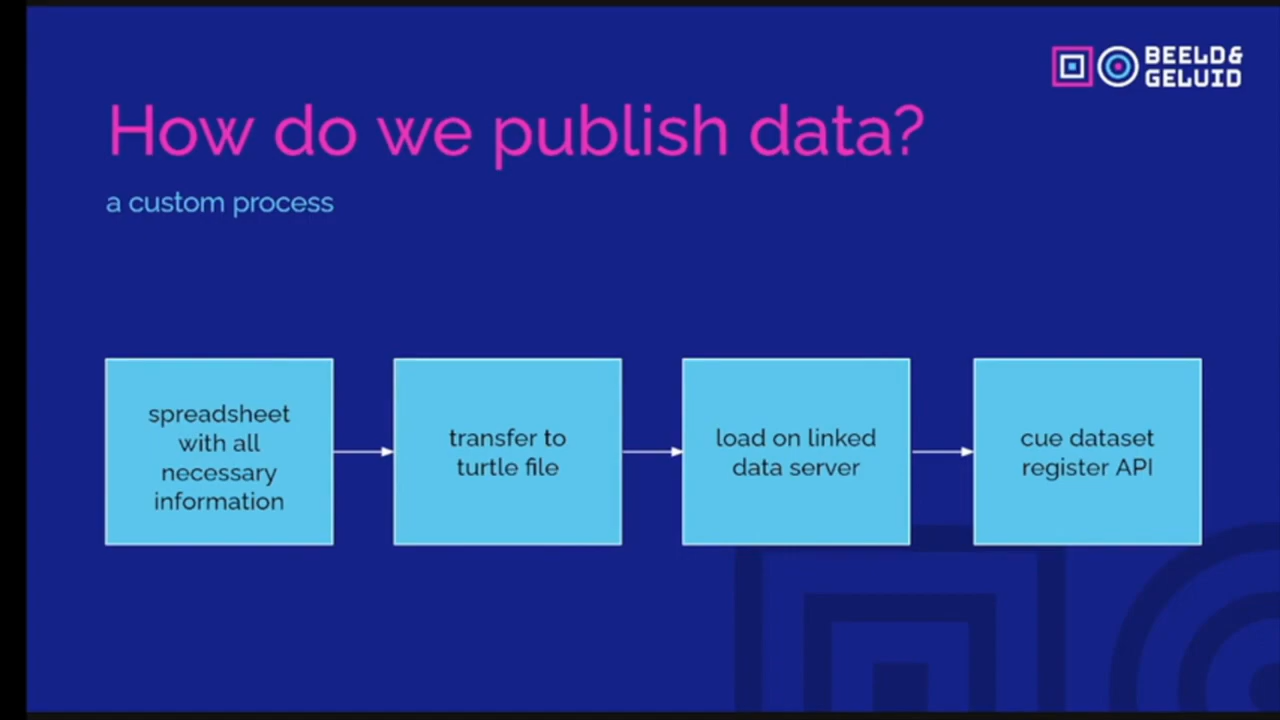 BEELD&
GELUID
How do we publish data?
a custom process
spreadsheet
with all
necessary
information
transfer to
turtle file
load on linked
data server
cue dataset
register API